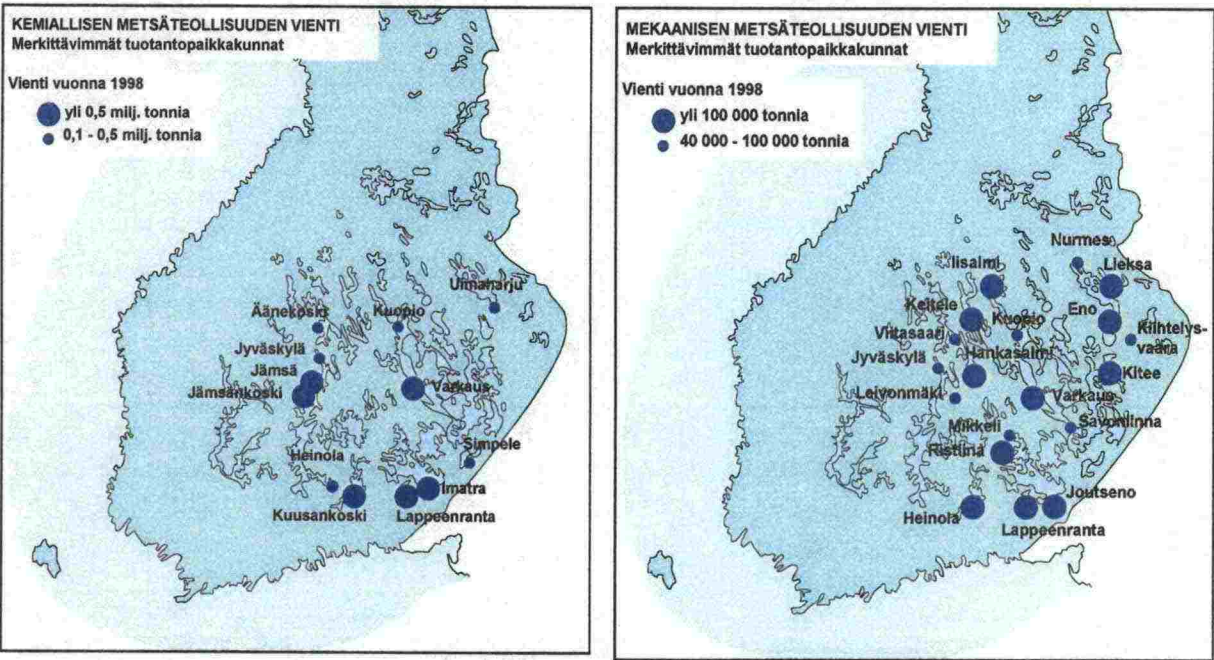 KEMIALLISEN METSÄTEOLLISUUDEN VIENTI
Merkittävimmät tuotantopaikkakunnat
Vienti vuonna 1998
yli 0,5 milj. tonnia
0,1 - 0,5 milj. tonnia
Uimaharju
Äänekoski
Kuopio
Jyväskylä
Jämsä
Jämsänkoski
Varkaus
Simpele
Heinola
Imatra
Kuusankoski
Lappeenranta
MEKAANISEN METSÄTEOLLISUUDEN VIENTI
Merkittävimmät tuotantopaikkakunnat
Vienti vuonna 1998
yli 100 000 tonnia
40 000 - 100 000 tonnia
Nurmes
Iisalmi
Lieksa
Keitele
Kuopio
Eno
Kiihtelys-
vaara
Viitasaari
Hankasalmi
Jyväskylä
Kitee
Leivonmäki
Varkaus
Savonlinna
Mikkeli
Ristiina
Joutseno
Heinola
Lappeenranta